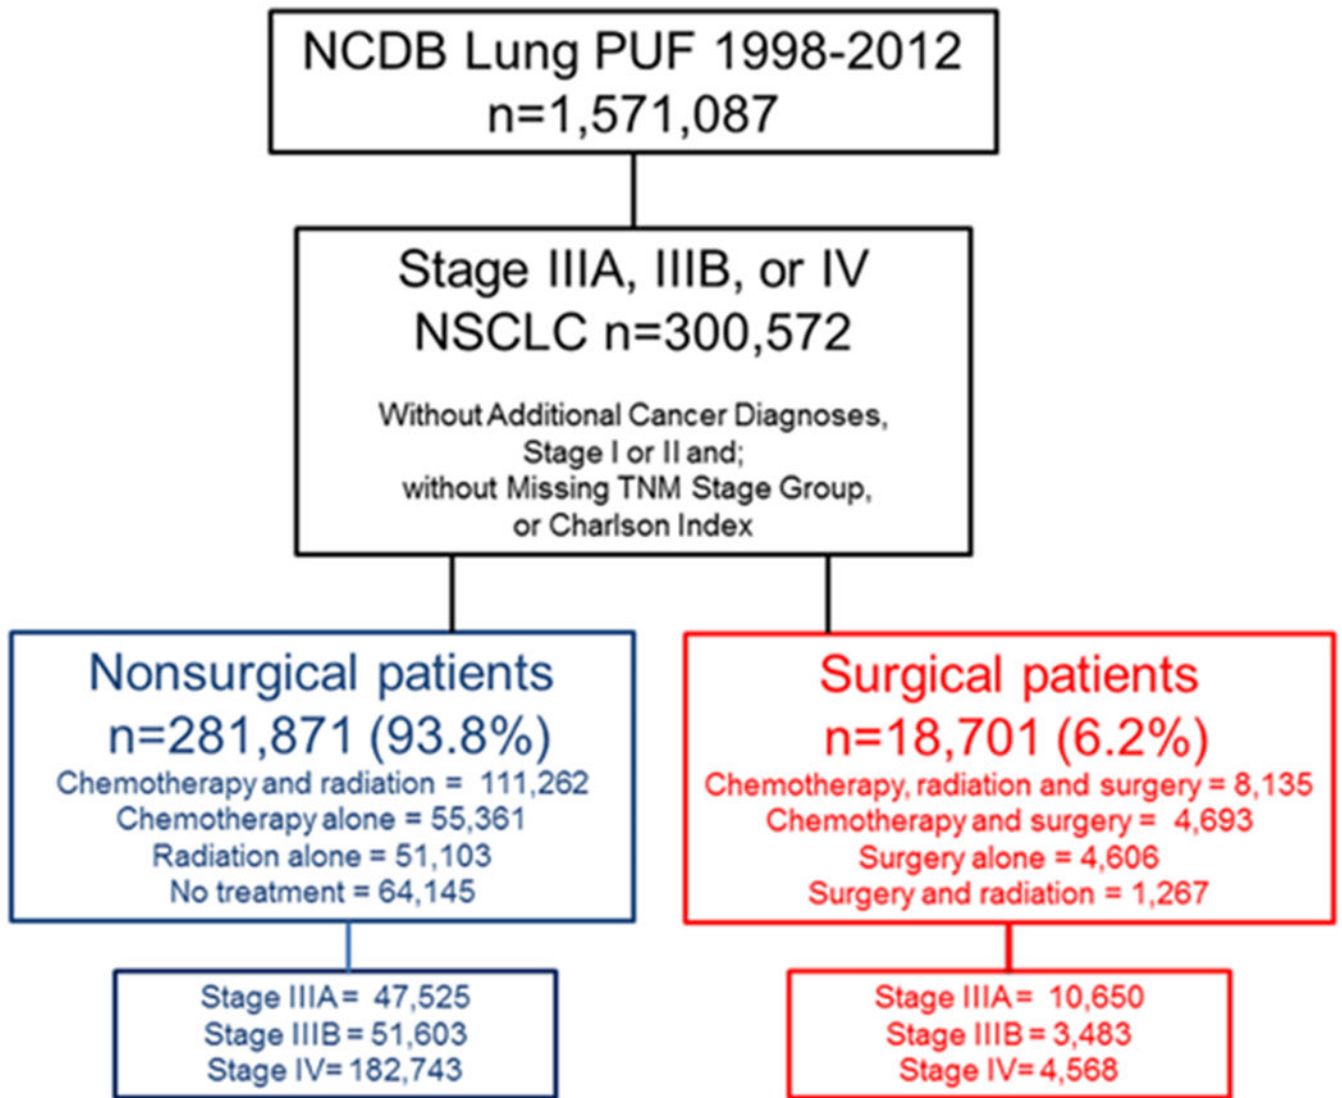 NCDB Lung PUF 1998-2012
n=1,571,087
Stage IIIA, IIIB, or IV
NSCLC n=300,572
Without Additional Cancer Diagnoses,
Stage I or II and;
without Missing TNM Stage Group,
or Charlson Index
Nonsurgical patients
n=281,871 (93.8%)
Chemotherapy and radiation = 111,262
Chemotherapy alone = 55,361
Radiation alone = 51,103
No treatment = 64,145
Surgical patients
n=18,701 (6.2%)
Chemotherapy, radiation and surgery = 8,135
Chemotherapy and surgery = 4,693
Surgery alone = 4,606
Surgery and radiation = 1,267
Stage IIIA = 47,525
Stage IIIB = 51,603
Stage IV= 182,743
Stage IIIA = 10,650
Stage IIIB = 3,483
Stage IV= 4,568